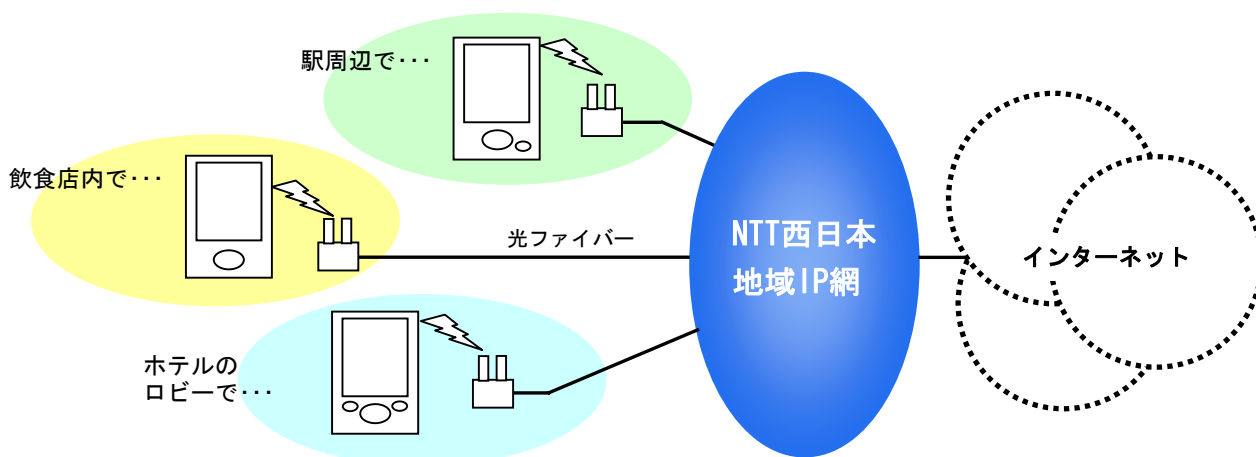 駅周辺で･･･
飲食店内で･･･
光ファイバー
NTT西日本
地域IP網
インターネット
ホテルの
ロビーで･･･